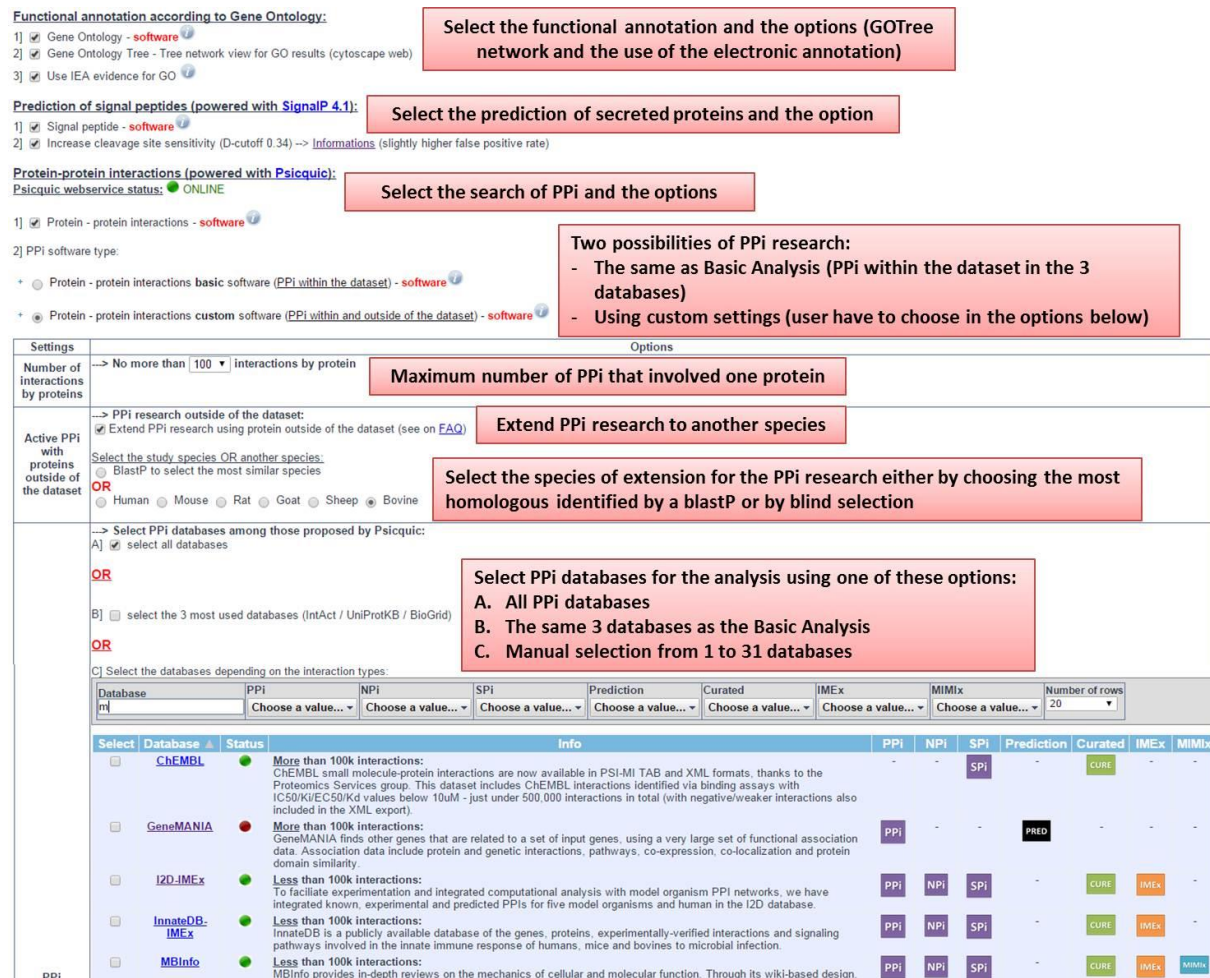 Functional annotation according to Gene Ontology:
1] Gene Ontology - software
2] Gene Ontology Tree - Tree network view for GO results (cytoscape web)
3] Use IEA evidence for GO
Select the functional annotation and the options (GOTree
network and the use of the electronic annotation)
Prediction of signal peptides (powered with SignalP 4.1):
1] Signal peptide - software
2] Increase cleavage site sensitivity (D-cutoff 0.34) --> Informations (slightly higher false positive rate)
Select the prediction of secreted proteins and the option
Protein-protein interactions (powered with Psicquic):
Psicquic webservice status: ONLINE
Select the search of PPi and the options
1] Protein - protein interactions - software
2] PPi software type:
+ Protein - protein interactions basic software (PPi within the dataset) - software
+ Protein - protein interactions custom software (PPi within and outside of the dataset) - software
Two possibilities of PPi research:
- The same as Basic Analysis (PPi within the dataset in the 3
databases)
- Using custom settings (user have to choose in the options below)
Settings Options
Number of
interactions
by proteins
---> No more than 100 interactions by protein
Maximum number of PPi that involved one protein
Active PPi
with
proteins
outside of
the dataset
---> PPi research outside of the dataset:
Extend PPi research using protein outside of the dataset (see on FAQ)
Extend PPi research to another species
Select the study species OR another species:
BlastP to select the most similar species
OR
Human Mouse Rat Goat Sheep Bovine
Select the species of extension for the PPi research either by choosing the most
homologous identified by a blastP or by blind selection
---> Select PPi databases among those proposed by Psicquic:
A] select all databases
OR
B] select the 3 most used databases (IntAct / UniProtKB / BioGrid)
OR
C] Select the databases depending on the interaction types:
Select PPi databases for the analysis using one of these options:
A. All PPi databases
B. The same 3 databases as the Basic Analysis
C. Manual selection from 1 to 31 databases
Database PPi NPi SPi Prediction Curated IMEx MIMIx Number of rows
m Choose a value... Choose a value... Choose a value... Choose a value... Choose a value... Choose a value... Choose a value... 20
Select Database Status Info PPi NPi SPi Prediction Curated IMEx MIMIx
ChEMBL
More than 100k interactions:
ChEMBL small molecule-protein interactions are now available in PSI-MI TAB and XML formats, thanks to the
Proteomics Services group. This dataset includes ChEMBL interactions identified via binding assays with
IC50/Ki/EC50/Kd values below 10uM - just under 500,000 interactions in total (with negative/weaker interactions also
included in the XML export).
- - SPi - CURE - -
GeneMANIA
More than 100k interactions:
GeneMANIA finds other genes that are related to a set of input genes, using a very large set of functional association
data. Association data include protein and genetic interactions, pathways, co-expression, co-localization and protein
domain similarity.
PPi - - PRED - - -
I2D-IMEx
Less than 100k interactions:
To faciliate experimentation and integrated computational analysis with model organism PPI networks, we have
integrated known, experimental and predicted PPIs for five model organisms and human in the I2D database.
PPi NPi SPi - CURE IMEx -
InnateDB-
IMEx
Less than 100k interactions:
InnateDB is a publicly available database of the genes, proteins, experimentally-verified interactions and signaling
pathways involved in the innate immune response of humans, mice and bovines to microbial infection.
PPi NPi SPi - CURE IMEx -
PPi
MBInfo
Less than 100k interactions:
MBInfo provides in-depth reviews on the mechanics of cellular and molecular function. Through its wiki-based design,
PPi NPi SPi - CURE IMEx MIMIx